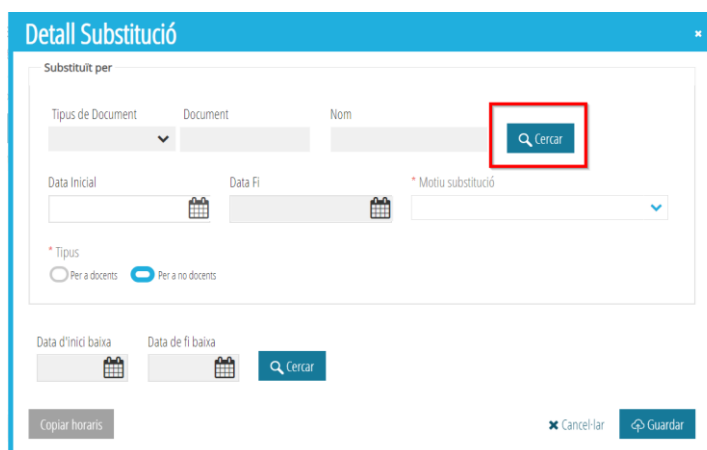 Detall Substitució
Substituït per
Tipus de Document Document Nom
Cercar
Data Inicial Data Fi * Motiu substitució
* Tipus
Per a docents Per a no docents
Data d'inici baixa Data de fi baixa
Cercar
Copiar horaris Cancel·lar Guardar